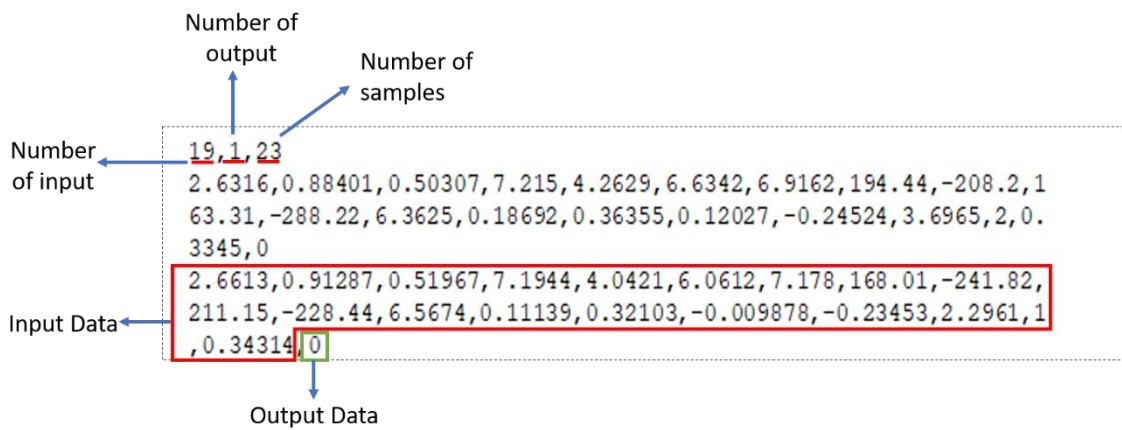 Number of
output
Number of
samples
Number
of input
19,1,23
2.6316,0.88401,0.50307,7.215,4.2629,6.6342,6.9162,194.44,-208.2,1
63.31,-288.22,6.3625,0.18692,0.36355,0.12027,-0.24524,3.6965,2,0.
3345,0
2.6613,0.91287,0.51967,7.1944,4.0421,6.0612,7.178,168.01,-241.82,
211.15,-228.44,6.5674,0.11139,0.32103,-0.009878,-0.23453,2.2961,1
,0.34314,0
Input Data
Output Data